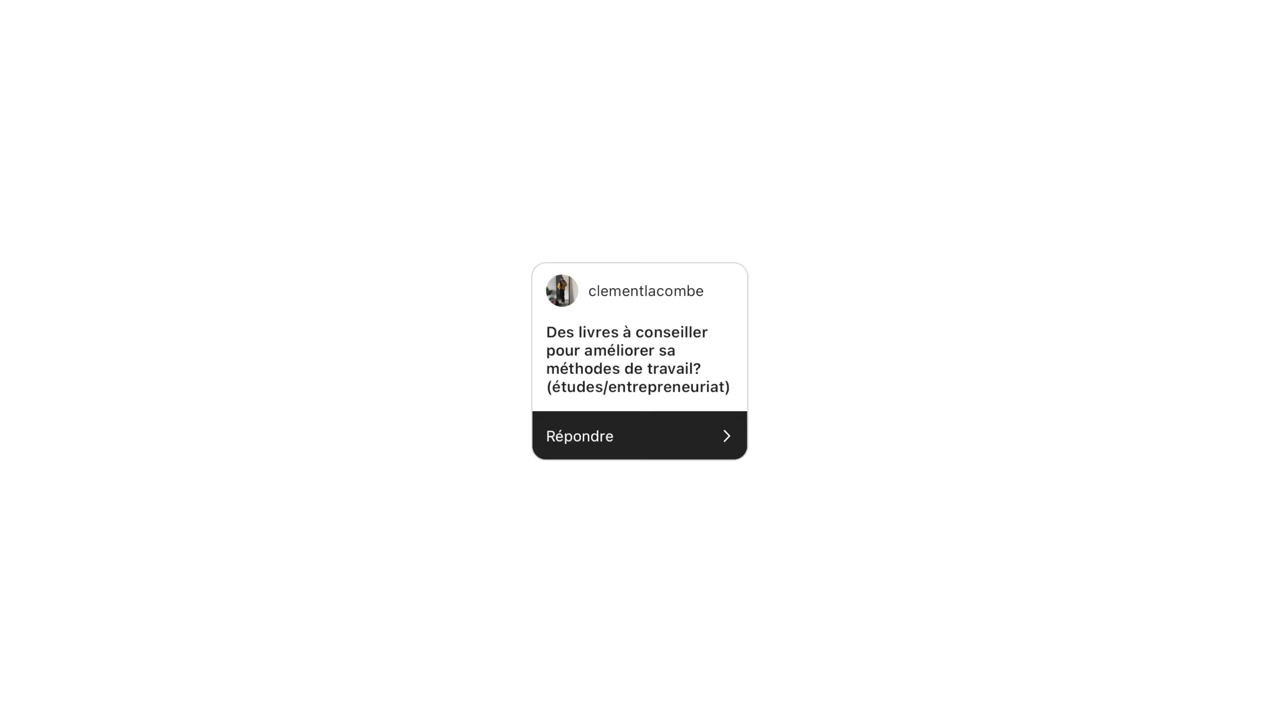 clementlacombe
Des livres à conseiller
pour améliorer sa
méthodes de travail?
(études/entrepreneuriat)
Répondre